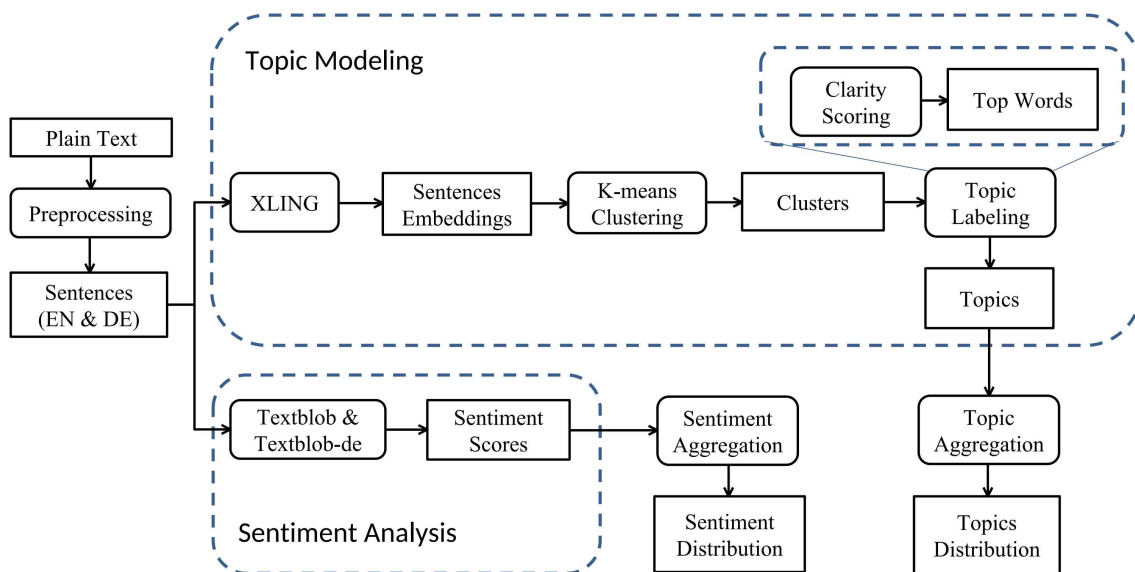 Topic Modeling
Clarity
Scoring
Top Words
Plain Text
Preprocessing
Sentences
(EN & DE)
XLING
Sentences
Embeddings
K-means
Clustering
Clusters
Topic
Labeling
Topics
Textblob &
Textblob-de
Sentiment
Scores
Sentiment
Aggregation
Topic
Aggregation
Sentiment Analysis
Sentiment
Distribution
Topics
Distribution